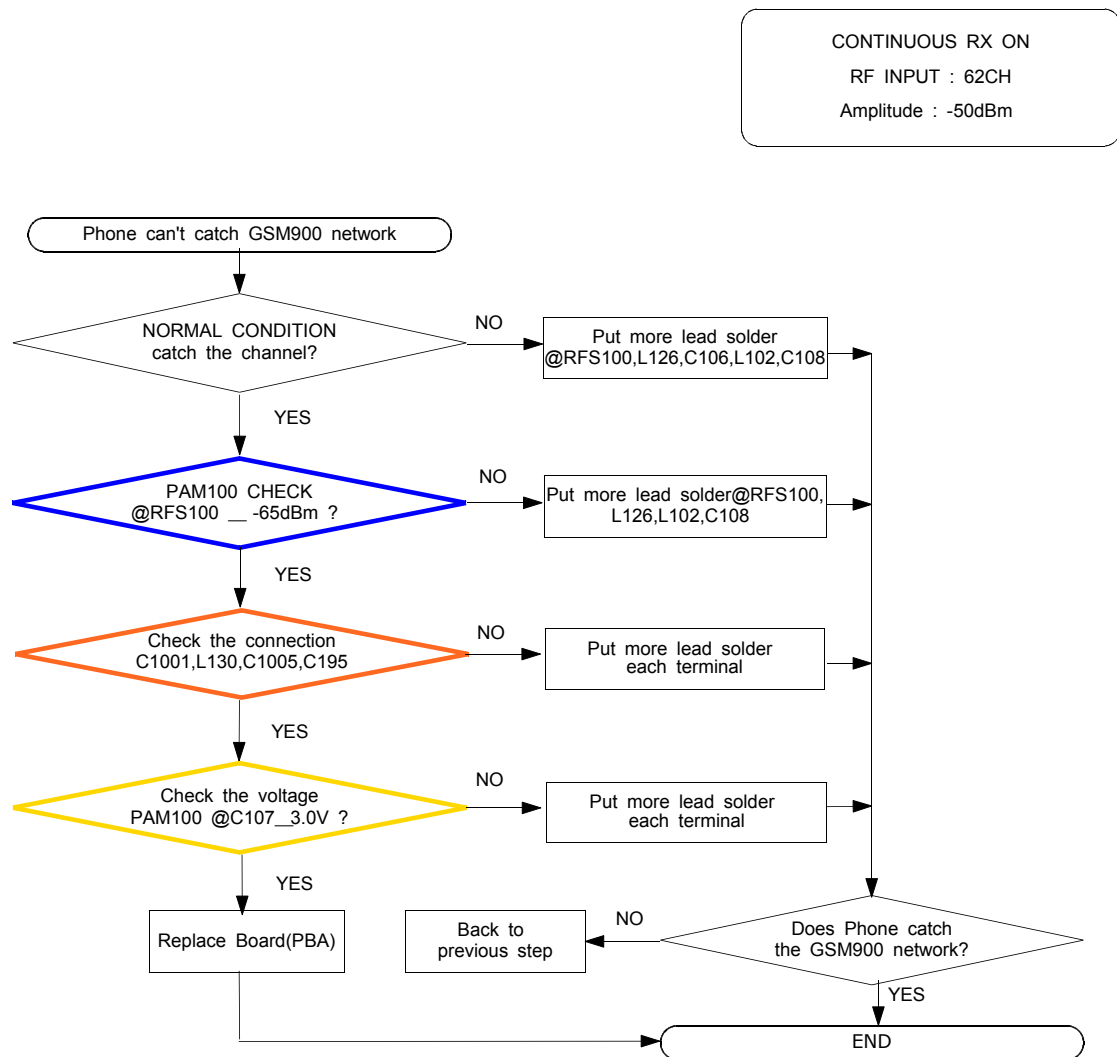 CONTINUOUS RX ON
RF INPUT : 62CH
Amplitude : -50dBm
Phone can't catch GSM900 network
NORMAL CONDITION
catch the channel?
NO
Put more lead solder
@RFS100,L126,C106,L102,C108
YES
PAM100 CHECK
@RFS100 __ -65dBm ?
NO
Put more lead solder@RFS100,
L126,L102,C108
YES
Check the connection
C1001,L130,C1005,C195
NO
Put more lead solder
each terminal
YES
Check the voltage
PAM100 @C107__3.0V ?
NO
Put more lead solder
each terminal
YES
Replace Board(PBA)
Back to
previous step
NO
Does Phone catch
the GSM900 network?
YES
END